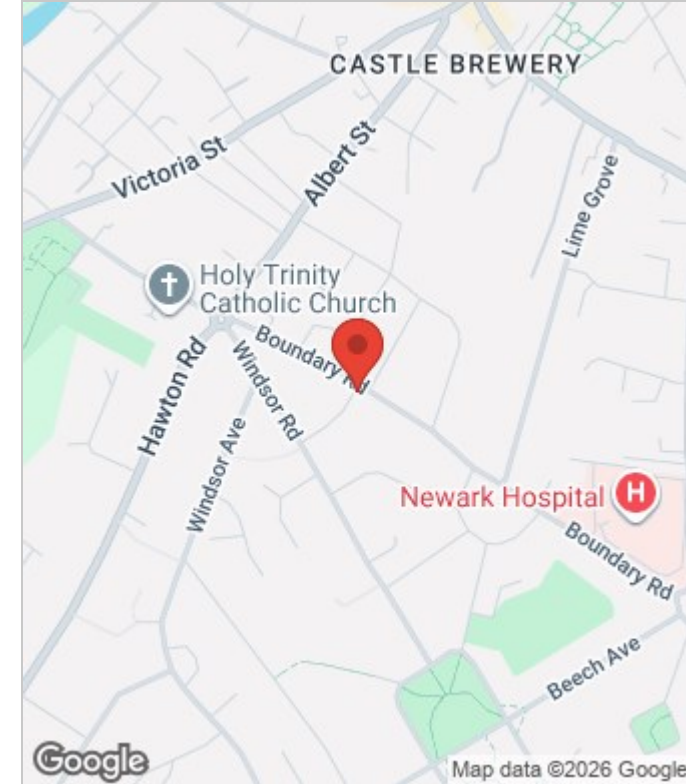 CASTLE BREWERY
Victoria St
Albert St
Lime Grove
Holy Trinity
Catholic Church
Boundary Rd
Hawton Rd
Windsor Rd
Windsor Ave
Newark Hospital
H
Boundary Rd
Beech Ave
Google
Map data ©2026 Google